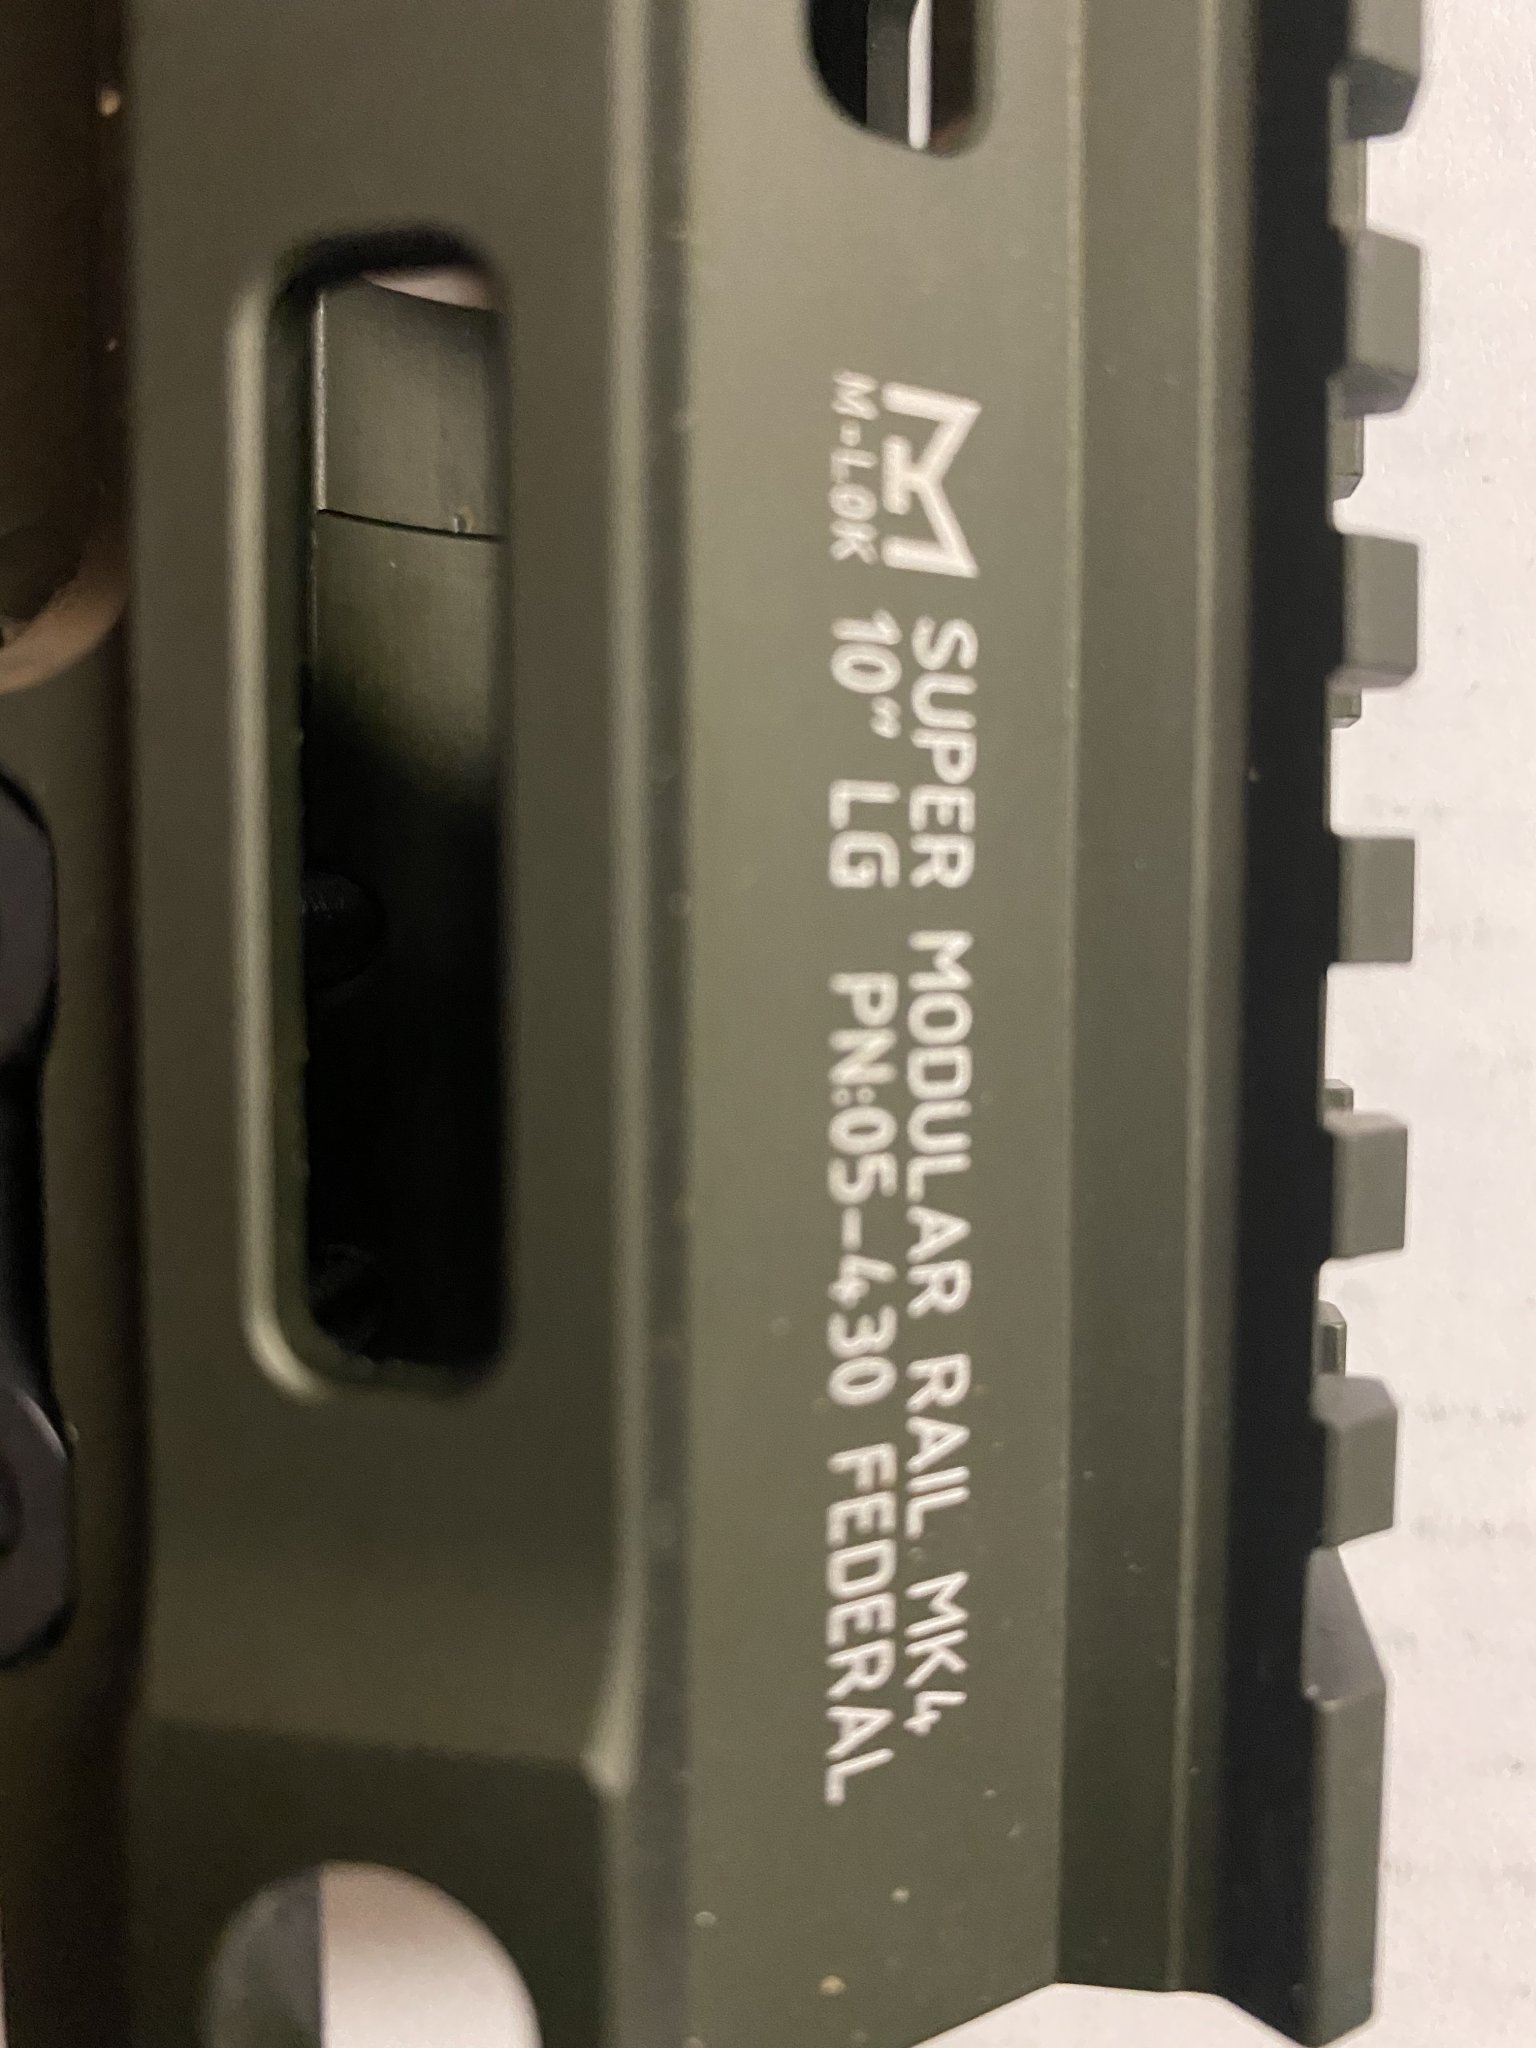 SUPER MODULAR RAIL MK4
M-LOK 10" LG PN:05-430 FEDERAL